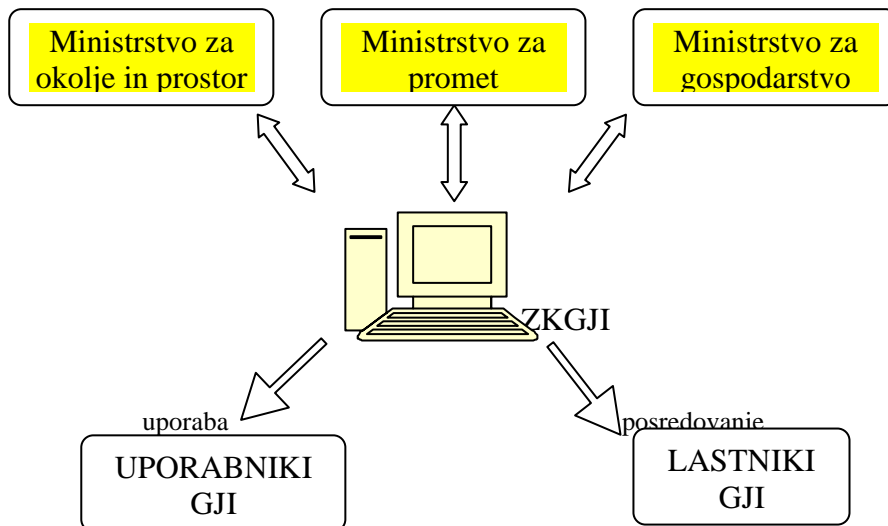 Ministrstvo za
okolje in prostor
Ministrstvo za
promet
Ministrstvo za
gospodarstvo
ZKGJI
uporaba
posredovanje
UPORABNIKI
GJI
LASTNIKI
GJI